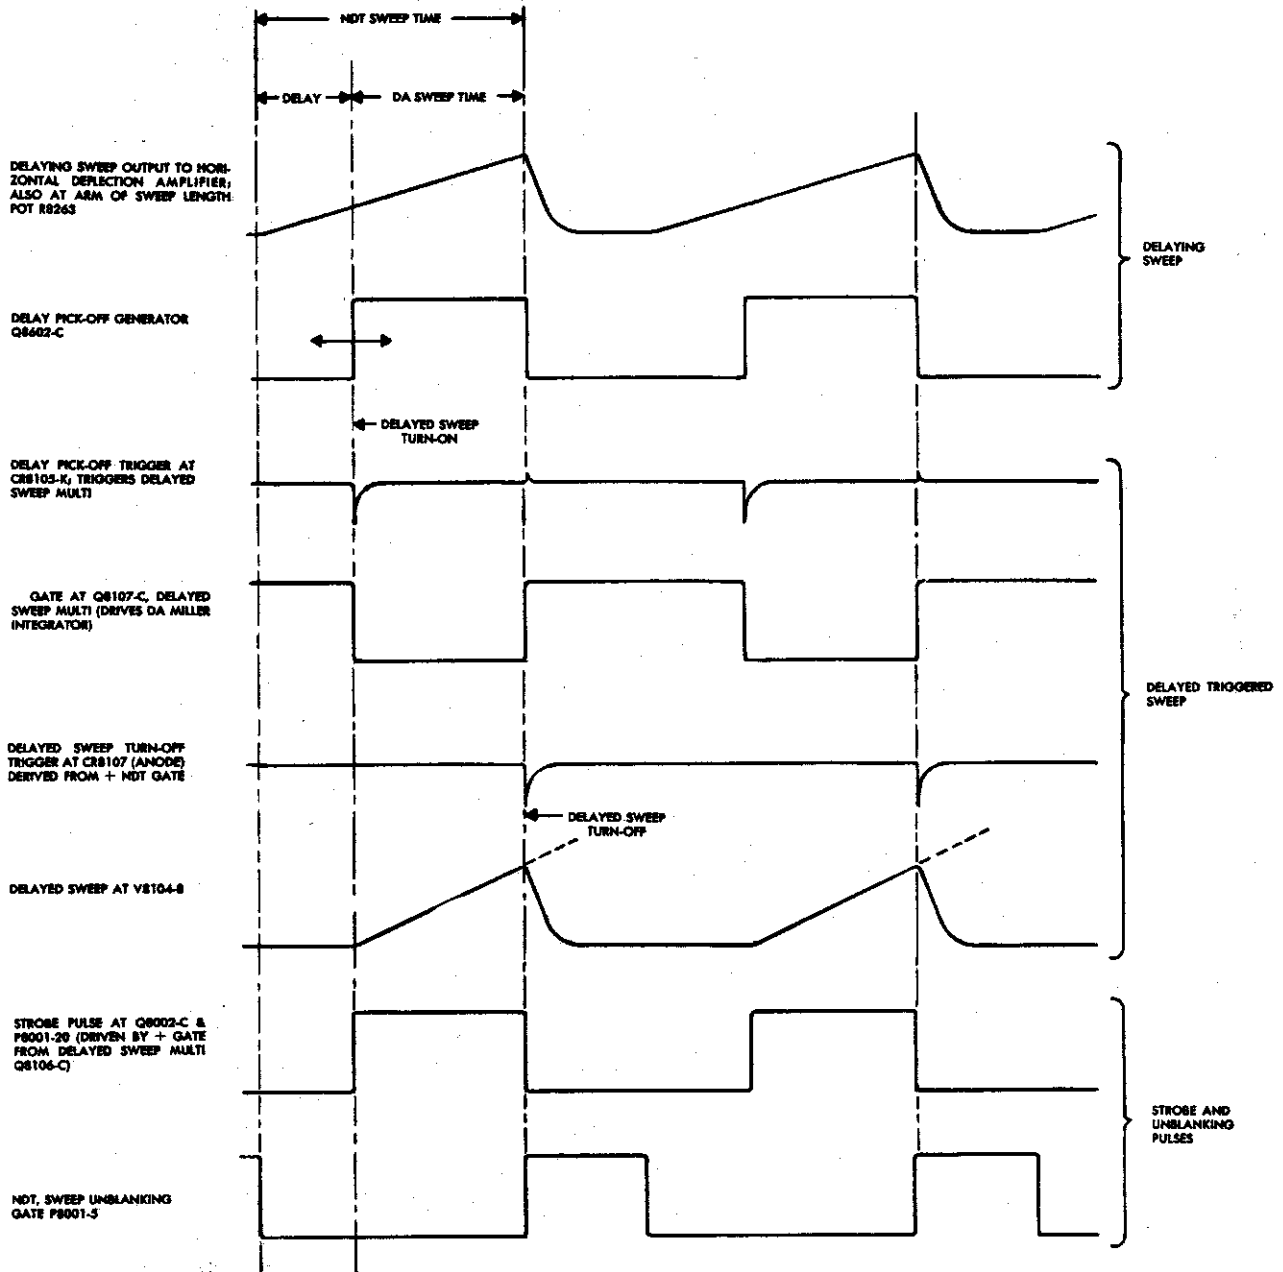 NDT SWEEP TIME
DELAY
DA SWEEP TIME
DELAYING SWEEP OUTPUT TO HORI-
ZONTAL DEFLECTION AMPLIFIER;
ALSO AT ARM OF SWEEP LENGTH
POT R8263
DELAYING
SWEEP
DELAY PICK-OFF GENERATOR
Q8602-C
DELAYED SWEEP
TURN-ON
DELAY PICK-OFF TRIGGER AT
CR8105-K; TRIGGERS DELAYED
SWEEP MULTI
GATE AT Q8107-C, DELAYED
SWEEP MULTI (DRIVES DA MILLER
INTEGRATOR)
DELAYED TRIGGERED
SWEEP
DELAYED SWEEP TURN-OFF
TRIGGER AT CR8107 (ANODE)
DERIVED FROM + NDT GATE
DELAYED SWEEP
TURN-OFF
DELAYED SWEEP AT V8104-8
STROBE PULSE AT Q8002-C &
P8001-20 (DRIVEN BY + GATE
FROM DELAYED SWEEP MULTI
Q8106-C)
STROBE AND
UNBLANKING
PULSES
NDT, SWEEP UNBLANKING
GATE P8001-5